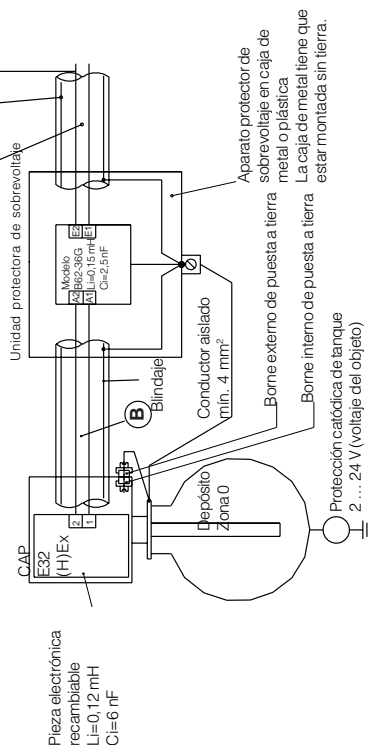 Pieza electrónica
recambiable
Li=0,12 mH
Ci=6 nF
CAP
E32
(H)Ex
2
1
B
Blindaje
Unidad protectora de sobrevoltaje
Modelo
B62-36G
Li=0,15 mH
Ci=2,5nF
A2
A1
E2
E1
Conductor aislado
mín. 4 mm²
Depósito
Zona 0
Borne externo de puesta a tierra
Borne interno de puesta a tierra
Protección catódica de tanque
2 ... 24 V (voltaje del objeto)
Aparato protector de
sobrevoltaje en caja de
metal o plástica
La caja de metal tiene que
estar montada sin tierra.